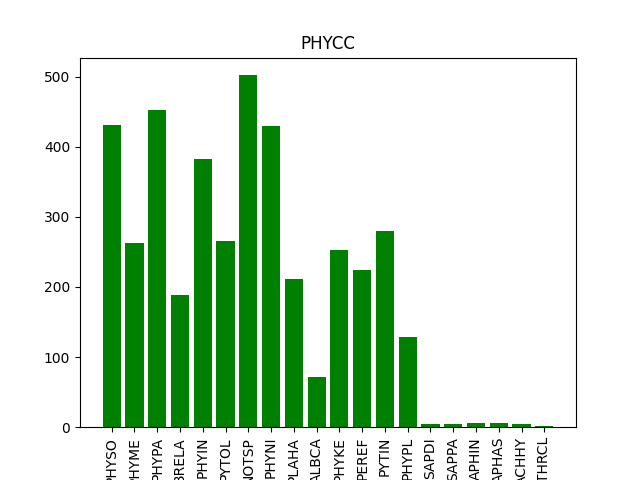 PHYCC
500
400
300
200
100
0
PHYSO
PHYME
PHYPA
BRELA
PHYIN
PYTOL
NOTSP
PHYNI
PLAHA
ALBCA
PHYKE
PEREF
PYTIN
PHYPL
SAPDI
SAPPA
APHIN
APHAS
ACHHY
THRCL